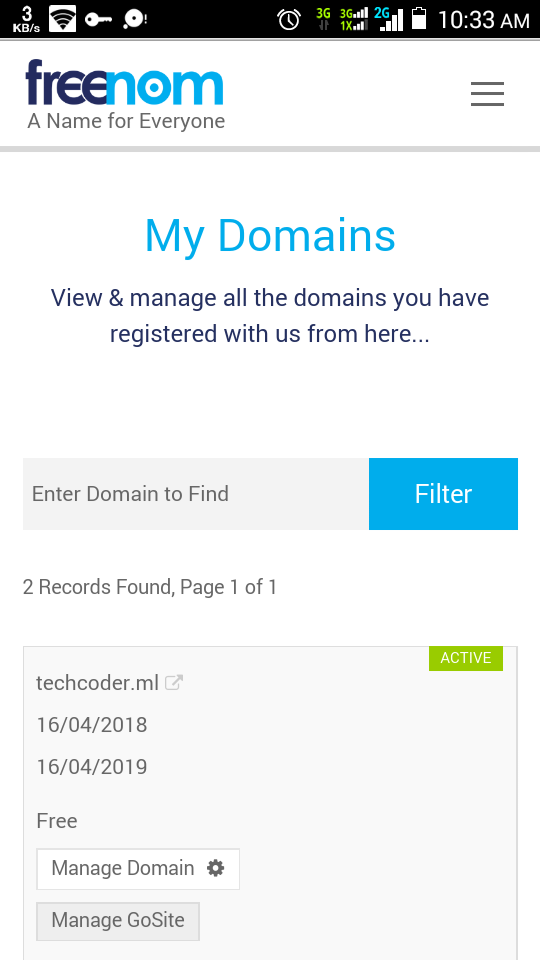 3
KB/s
3G
3G
1X
2G
10:33 AM
freenom
A Name for Everyone
My Domains
View & manage all the domains you have
registered with us from here...
Enter Domain to Find
Filter
2 Records Found, Page 1 of 1
ACTIVE
techcoder.ml
16/04/2018
16/04/2019
Free
Manage Domain
Manage GoSite